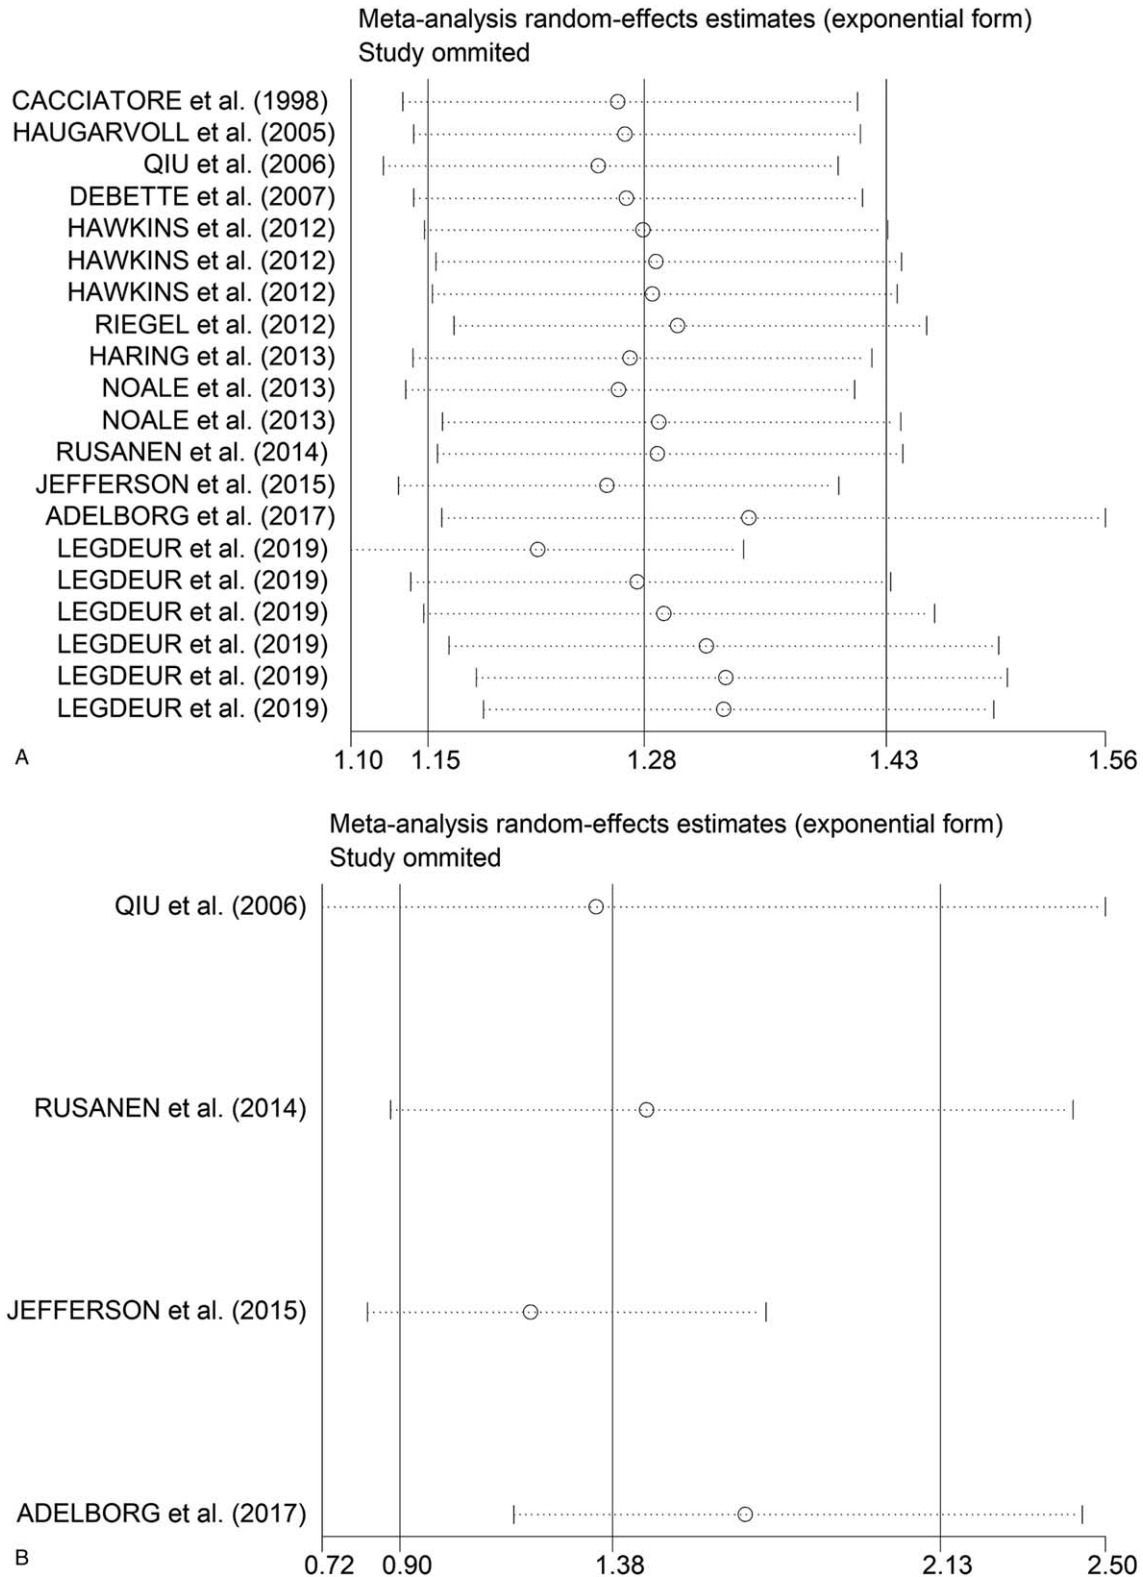 Meta-analysis random-effects estimates (exponential form)
Study ommited
CACCIATORE et al. (1998)
HAUGARVOLL et al. (2005)
QIU et al. (2006)
DEBETTE et al. (2007)
HAWKINS et al. (2012)
HAWKINS et al. (2012)
HAWKINS et al. (2012)
RIEGEL et al. (2012)
HARING et al. (2013)
NOALE et al. (2013)
NOALE et al. (2013)
RUSANEN et al. (2014)
JEFFERSON et al. (2015)
ADELBORG et al. (2017)
LEGDEUR et al. (2019)
LEGDEUR et al. (2019)
LEGDEUR et al. (2019)
LEGDEUR et al. (2019)
LEGDEUR et al. (2019)
LEGDEUR et al. (2019)
A
1.10 1.15 1.28 1.43 1.56
Meta-analysis random-effects estimates (exponential form)
Study ommited
QIU et al. (2006)
RUSANEN et al. (2014)
JEFFERSON et al. (2015)
ADELBORG et al. (2017)
B
0.72 0.90 1.38 2.13 2.50